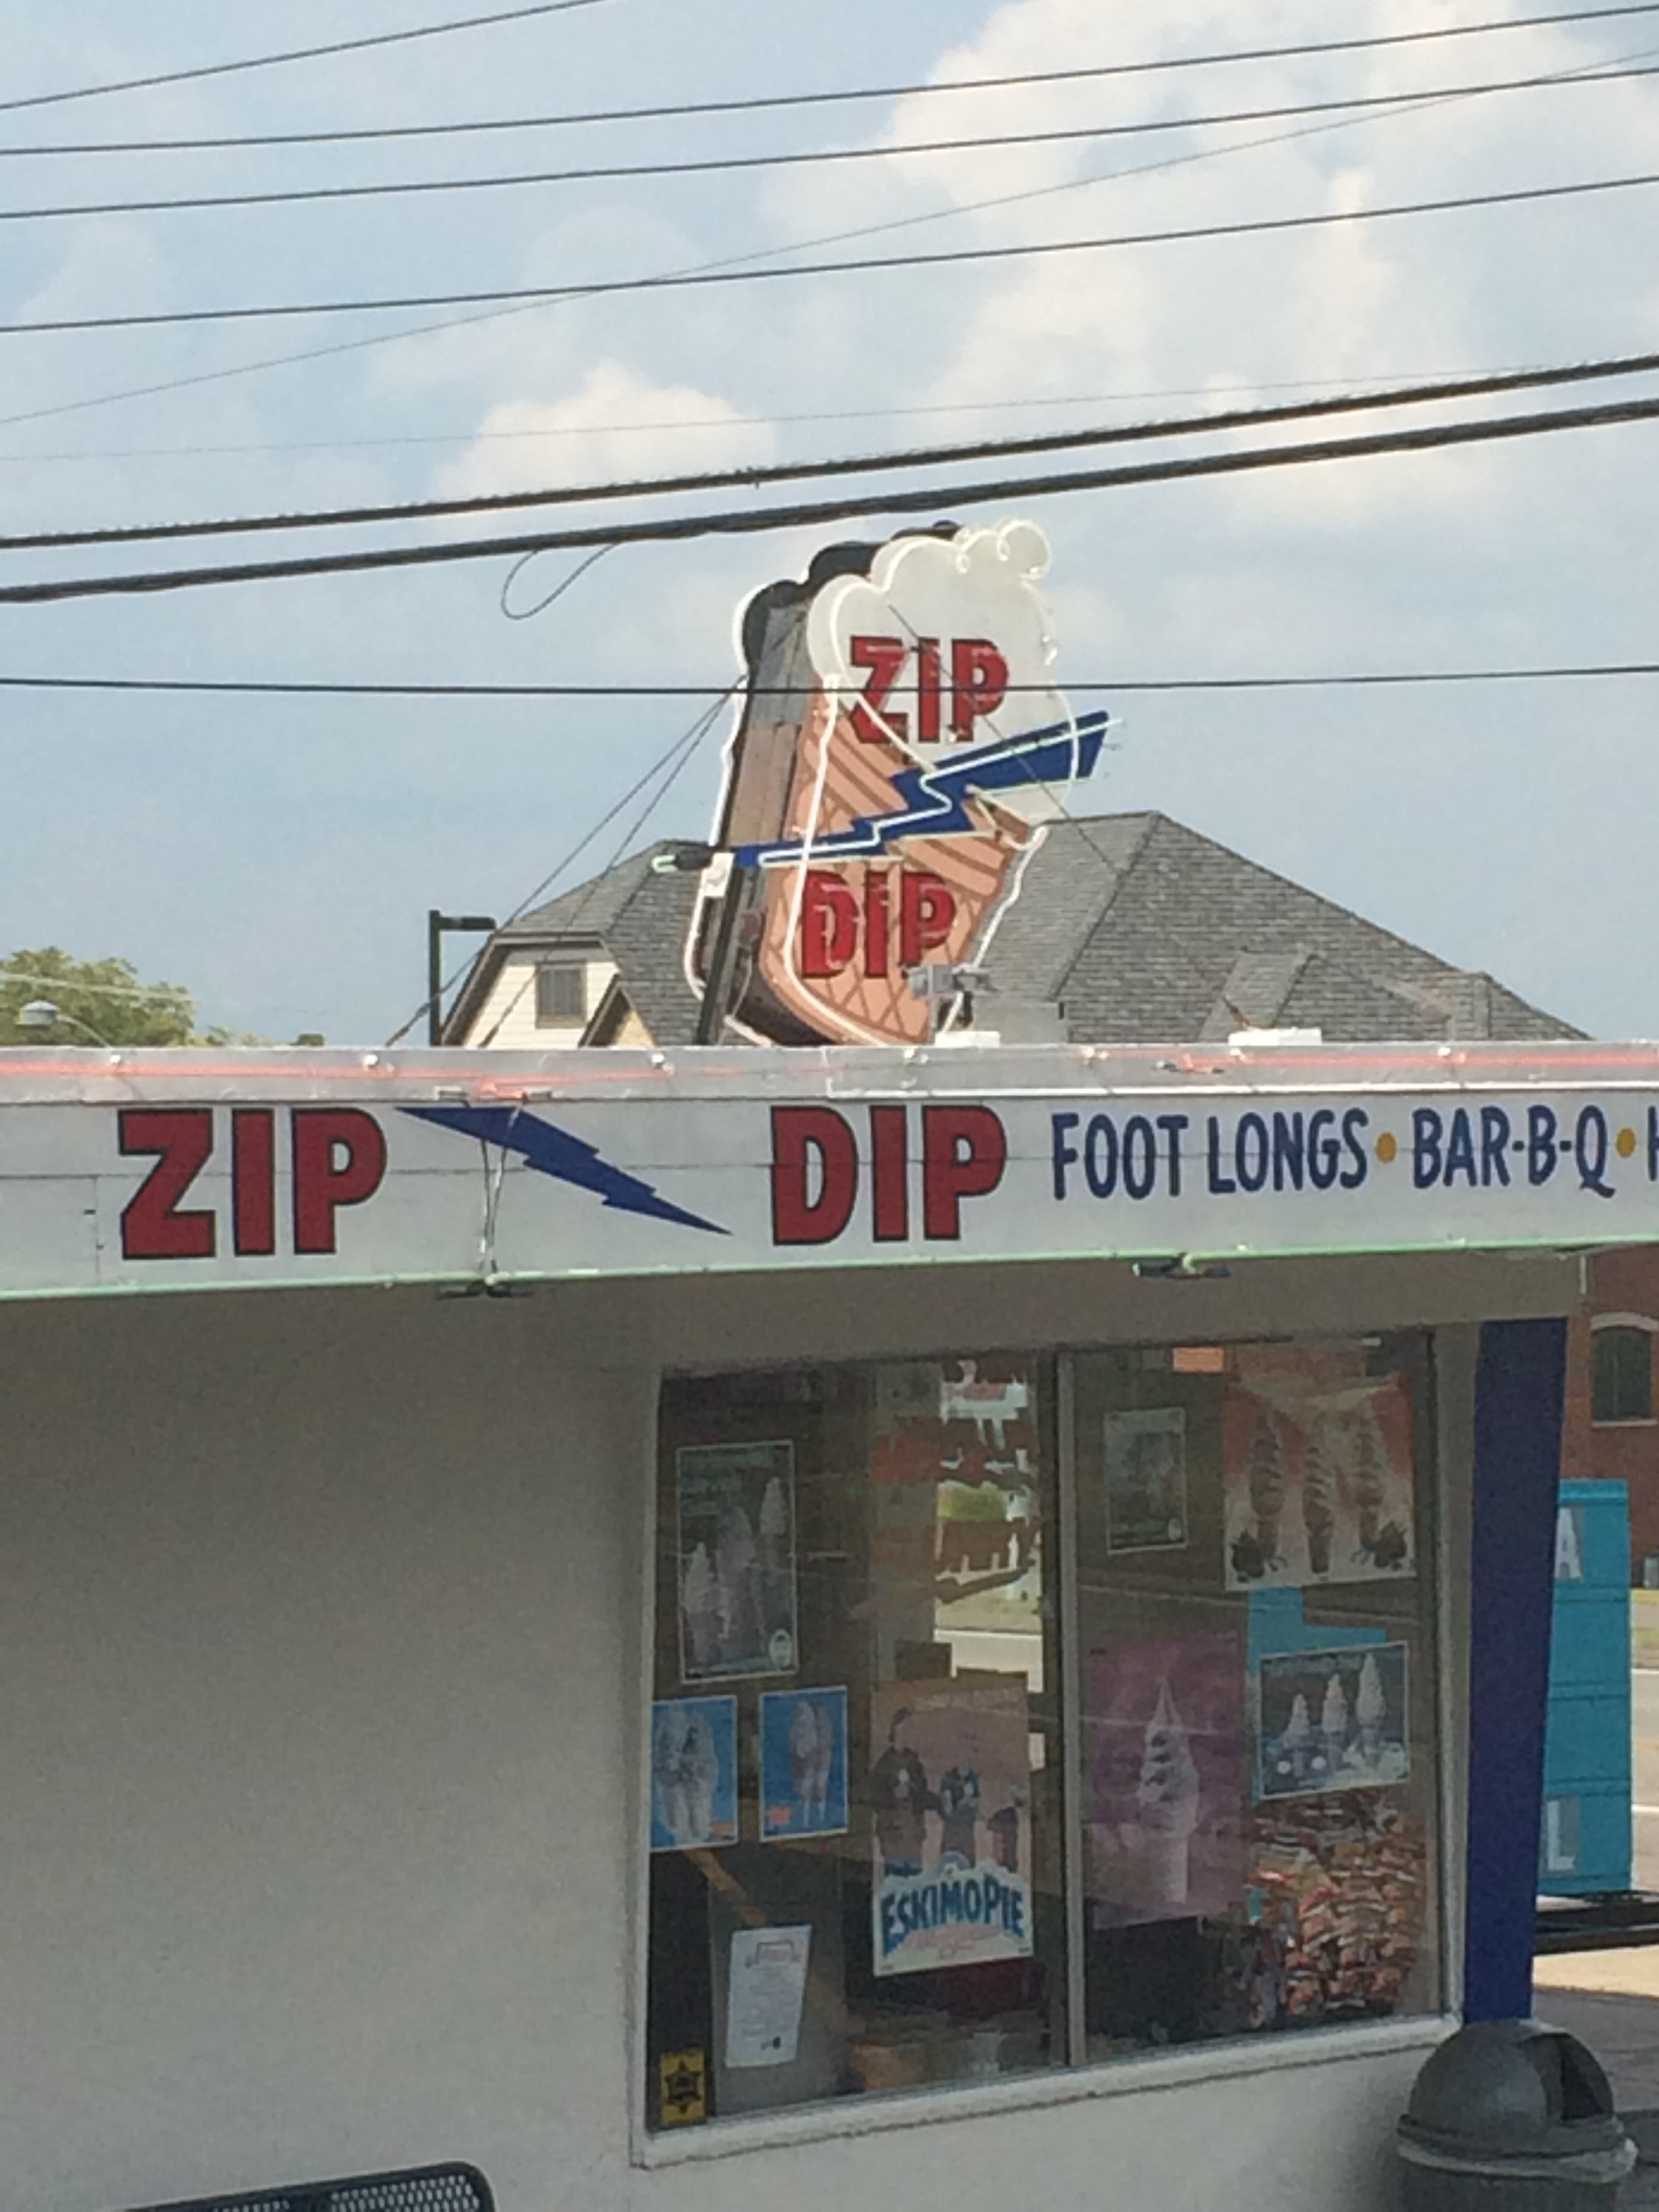 ZIP
DIP
ZIP DIP FOOT LONGS • BAR-B-Q • H
ESKIMO PIE
A
L